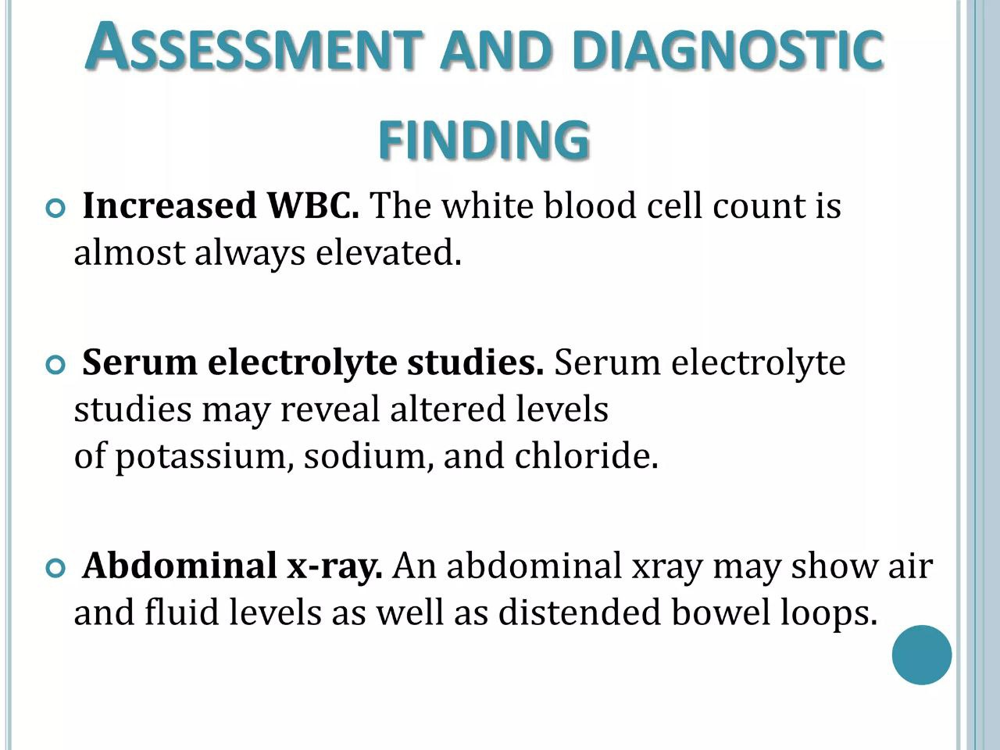 ASSESSMENT AND DIAGNOSTIC
FINDING
Increased WBC. The white blood cell count is
almost always elevated.
Serum electrolyte studies. Serum electrolyte
studies may reveal altered levels
of potassium, sodium, and chloride.
Abdominal x-ray. An abdominal xray may show air
and fluid levels as well as distended bowel loops.